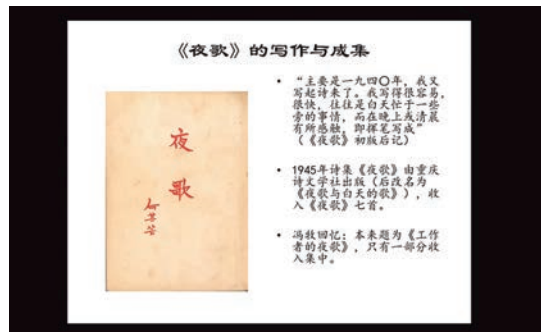 《夜歌》的写作与成集
夜
歌
何其芳
• “主要是一九四〇年，我又
写起诗来了。我写得很容易，
很快，往往是白天忙于一些
旁的事情，而在晚上或清晨
有所感触，即挥笔写成”
（《夜歌》初版后记）
• 1945年诗集《夜歌》由重庆
诗文学社出版（后改名为
《夜歌与白天的歌》），收
入《夜歌》七首。
• 冯牧回忆：本来题为《工作
者的夜歌》，只有一部分收
入集中。